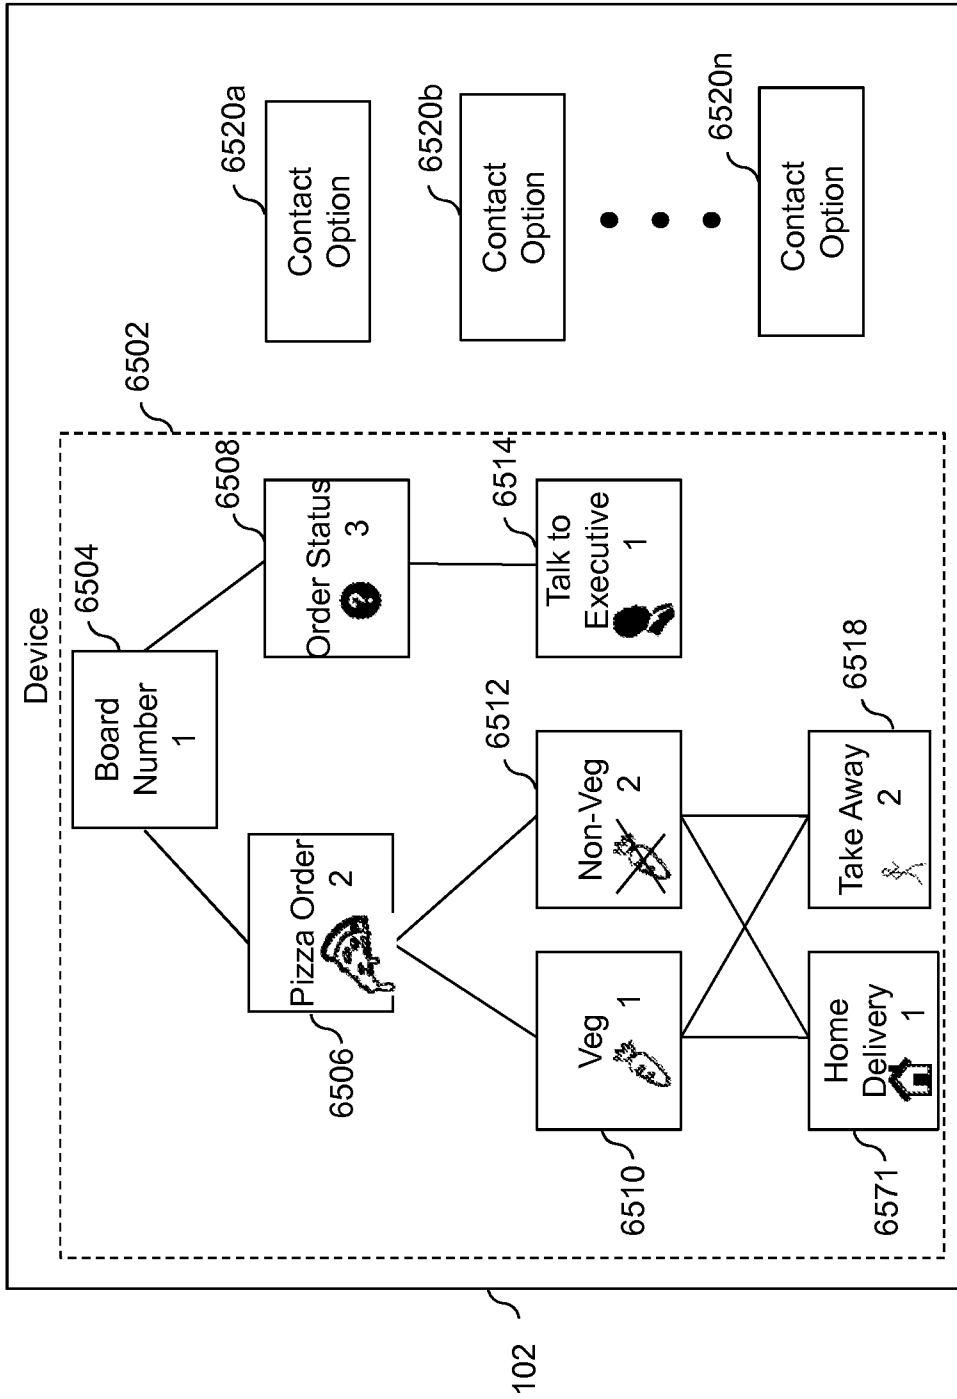 Device
6502
6504
Board
Number
1
6506
Pizza Order
2
6508
Order Status
3
?
6510
Veg
1
6512
Non-Veg
2
6514
Talk to
Executive
1
6571
Home
Delivery
1
6518
Take Away
2
6520a
Contact
Option
6520b
Contact
Option
6520n
Contact
Option
102